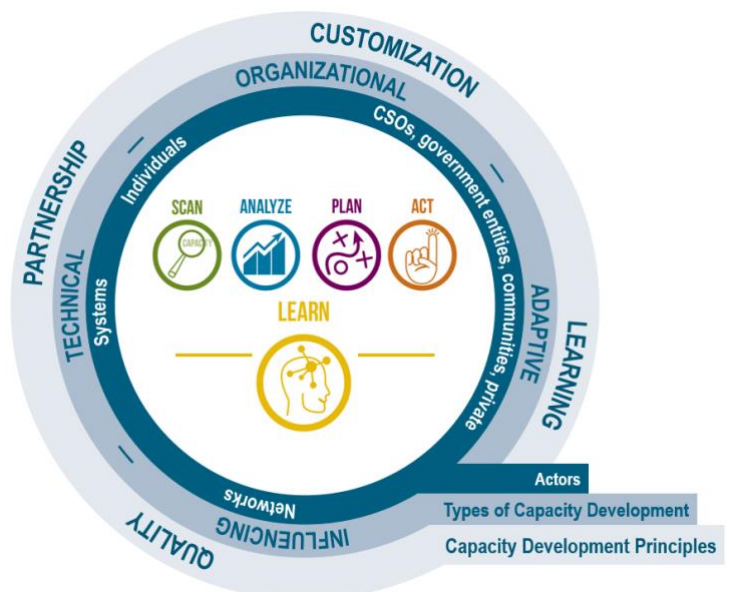 CUSTOMIZATION
ORGANIZATIONAL
CSOs, government entities, communities, private
Individuals
PARTNERSHIP
TECHNICAL
Systems
SCAN
ANALYZE
PLAN
ACT
CAPACITY
LEARN
ADAPTIVE
LEARNING
Networks
INFLUENCING
QUALITY
Actors
Types of Capacity Development
Capacity Development Principles